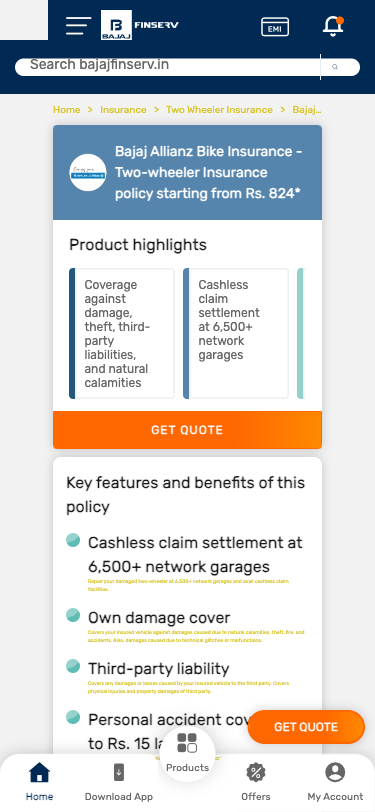 BAJAJ
FINSERV
EMI
Search bajajfinserv.in
Home > Insurance > Two Wheeler Insurance > Bajaj...
Bajaj Allianz Bike Insurance -
Two-wheeler Insurance
policy starting from Rs. 824*
Product highlights
Coverage
against
damage,
theft, third-
party
liabilities,
and natural
calamities
Cashless
claim
settlement
at 6,500+
network
garages
GET QUOTE
Key features and benefits of this
policy
Cashless claim settlement at
6,500+ network garages
Repair your damaged two-wheeler at 6,500+ network garages and avail cashless claim
facilities.
Own damage cover
Covers your insured vehicle against damages caused due to natural calamities, theft, fire, and
accidents. Also, damages caused due to technical glitches or malfunctions.
Third-party liability
Covers any damages or losses caused by your insured vehicle to the third party. Covers
physical injuries and property damages of third party.
Personal accident cov
to Rs. 15 la
GET QUOTE
Home
Download App
Products
Offers
My Account